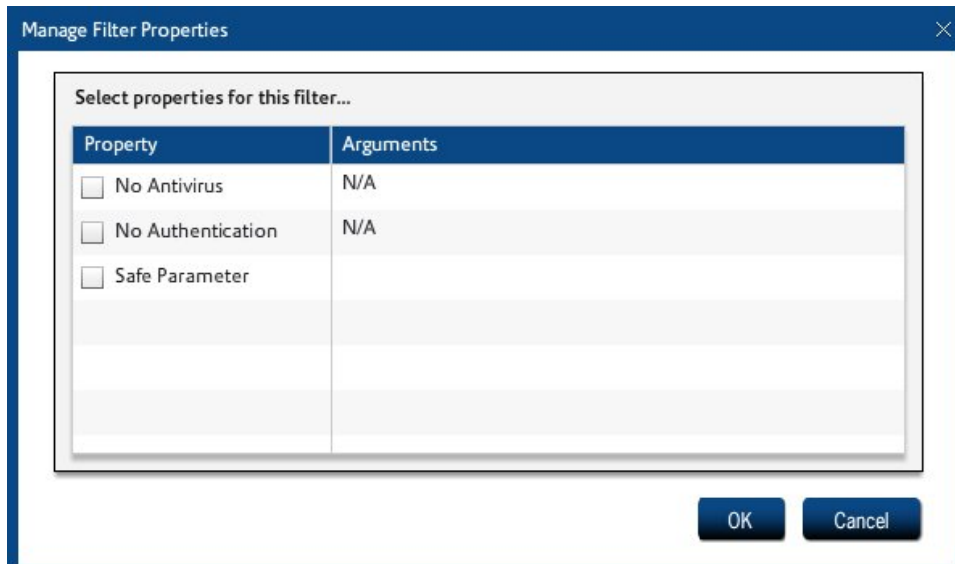 Manage Filter Properties
Select properties for this filter...
Property Arguments
No Antivirus N/A
No Authentication N/A
Safe Parameter
OK Cancel